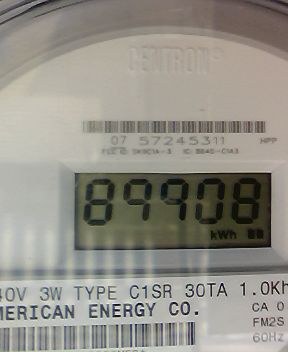 CENTRON®
07 57245311 HPP
89908
kWh
40V 3W TYPE C1SR 30TA 1.0Kh
MERICAN ENERGY CO.
CA 0
FM2S
60Hz